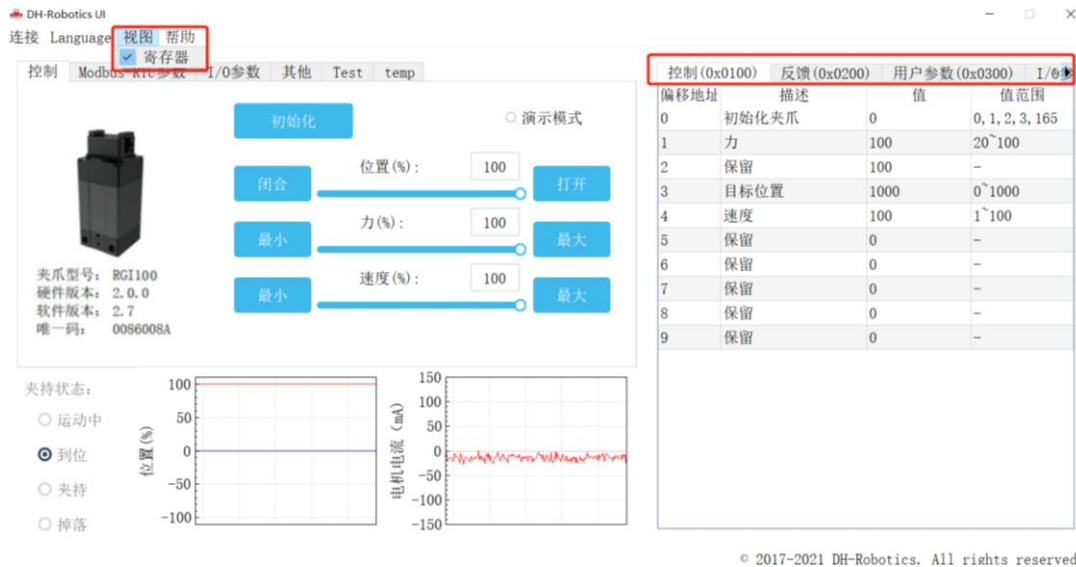 DH-Robotics UI
连接 Language 视图 帮助
寄存器
控制 Modbus RTU参数 I/O参数 其他 Test temp
初始化
演示模式
位置(%): 100
闭合 打开
力(%): 100
最小 最大
速度(%): 100
最小 最大
夹爪型号: RGI100
硬件版本: 2.0.0
软件版本: 2.7
唯一码: 0086008A
夹持状态:
运动中
到位
夹持
掉落
位置(%)
100
50
0
-50
-100
电机电流 (mA)
150
100
50
0
-50
-100
-150
控制(0x0100) 反馈(0x0200) 用户参数(0x0300) I/O
偏移地址 描述 值 值范围
0 初始化夹爪 0 0,1,2,3,165
1 力 100 20~100
2 保留 100 -
3 目标位置 1000 0~1000
4 速度 100 1~100
5 保留 0 -
6 保留 0 -
7 保留 0 -
8 保留 0 -
9 保留 0 -
© 2017-2021 DH-Robotics. All rights reserved